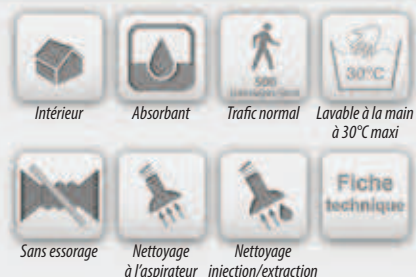 500
30°C
Intérieur
Absorbant
Trafic normal
Lavable à la main
à 30°C maxi
Fiche
technique
Sans essorage
Nettoyage
à l'aspirateur
Nettoyage
injection/extraction